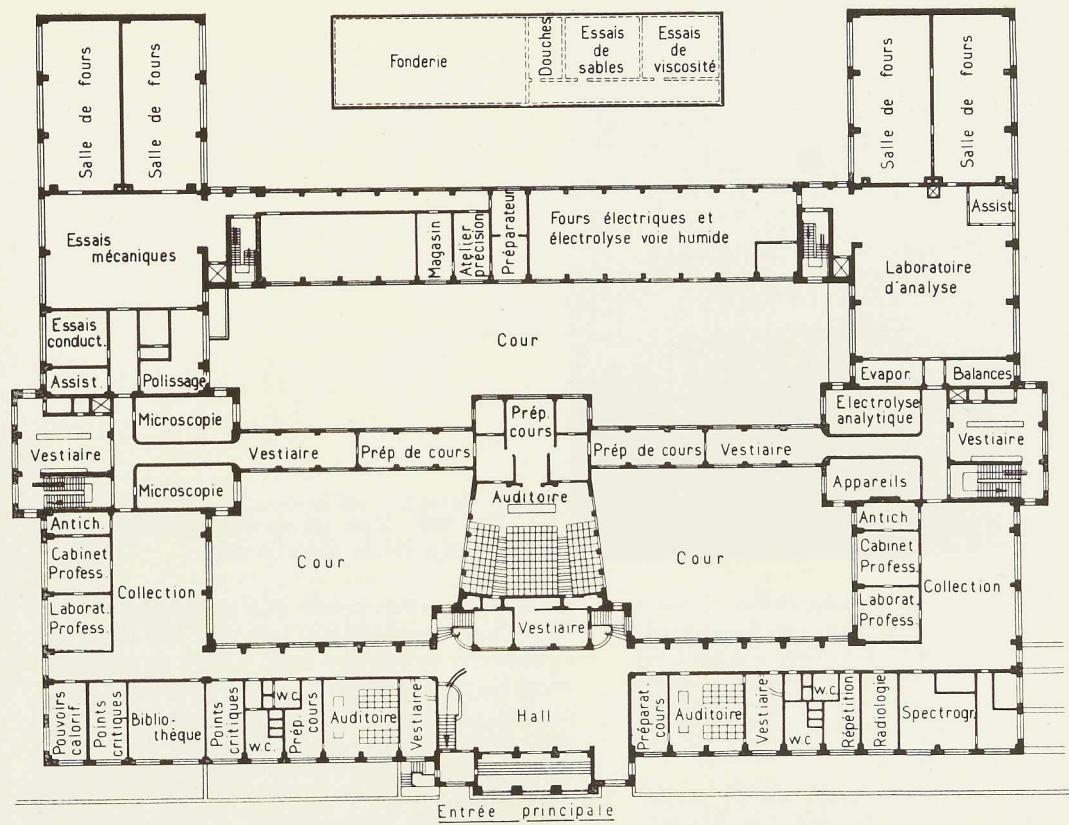 Salle de fours
Salle de fours
Fonderie
Douches
Essais
de
sables
Essais
de
viscosité
Salle de fours
Salle de fours
Essais
mécaniques
Magasin
Atelier
précision
Préparateur
Fours électriques et
électrolyse voie humide
Assist.
Laboratoire
d'analyse
Essais
conduct.
Cour
Assist.
Polissage
Evapor.
Balances
Microscopie
Prép.
cours
Electrolyse
analytique
Vestiaire
Vestiaire
Prép de cours
Prép de cours
Vestiaire
Vestiaire
Microscopie
Auditoire
Appareils
Antich.
Antich.
Cabinet
Profess.
Cour
Cour
Cabinet
Profess.
Collection
Collection
Laborat.
Profess.
Vestiaire
Laborat.
Profess.
Pouvoirs
calorif
Points
critiques
Biblio-
thèque
Points
critiques
W.C.
W.C.
Prép.
cours
Auditoire
Vestiaire
Hall
Préparat.
cours
Auditoire
Vestiaire
W.C.
W.C.
Répétition
Radiologie
Spectrogr.
Entrée principale